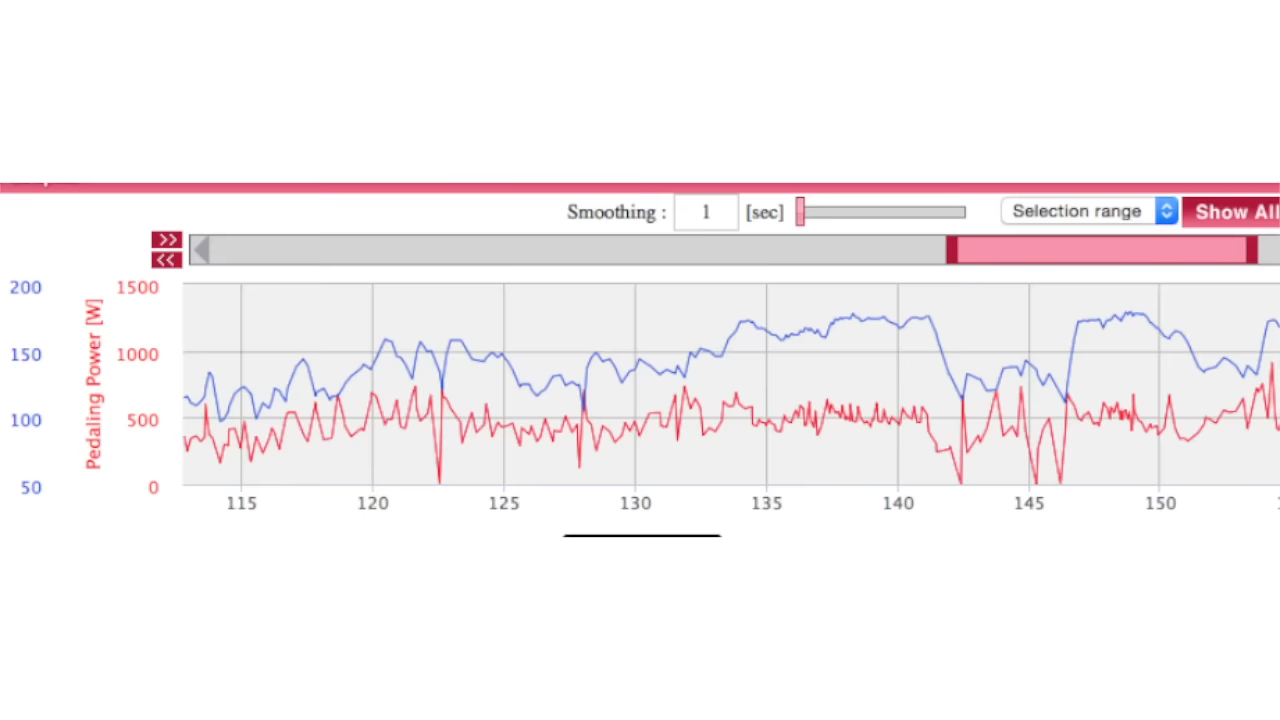 Smoothing : 1 [sec] Selection range Show All
>>
<<
200 1500
150 1000
100 500
50 0
Pedaling Power [W]
115 120 125 130 135 140 145 150